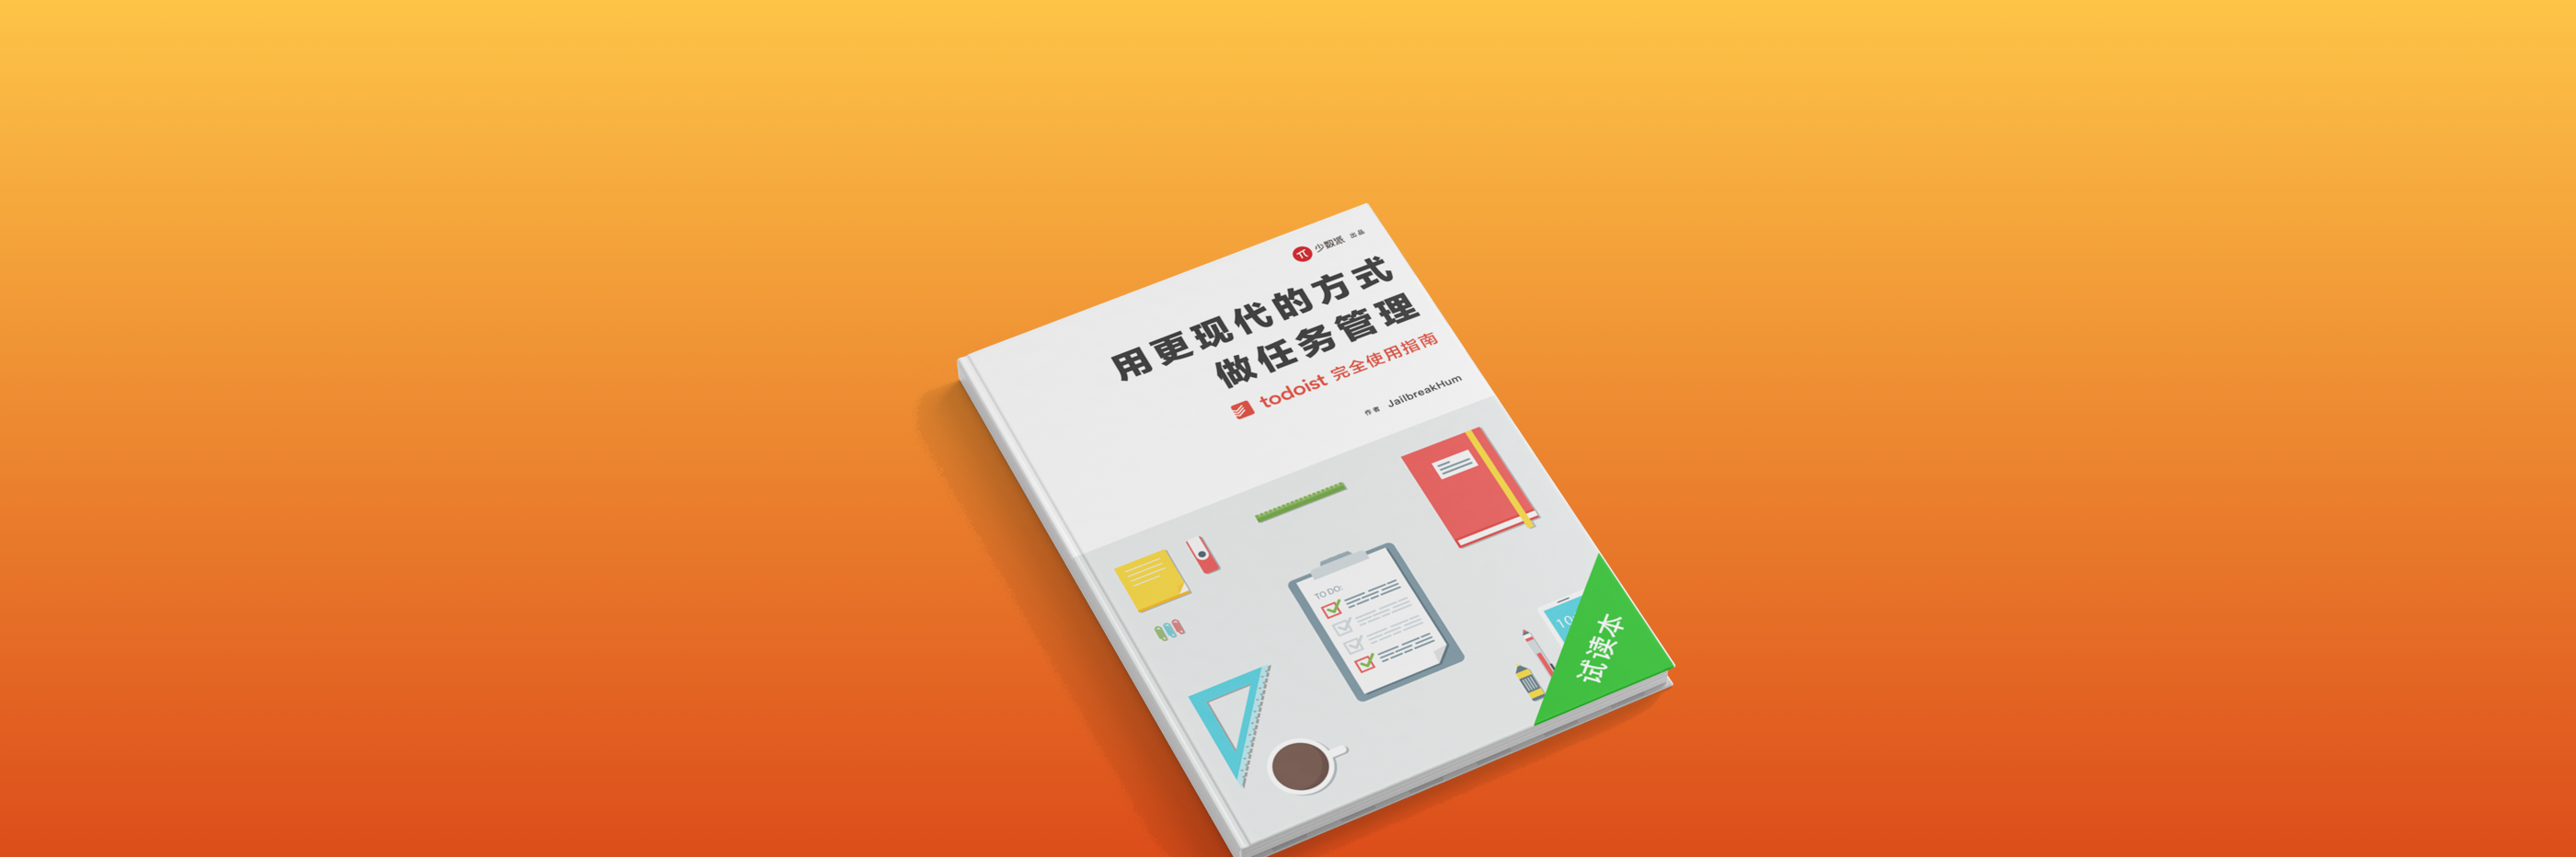 少数派 出品
用更现代的方式
做任务管理
todoist 完全使用指南
作者 JailbreakHum
TO DO:
10
试读本